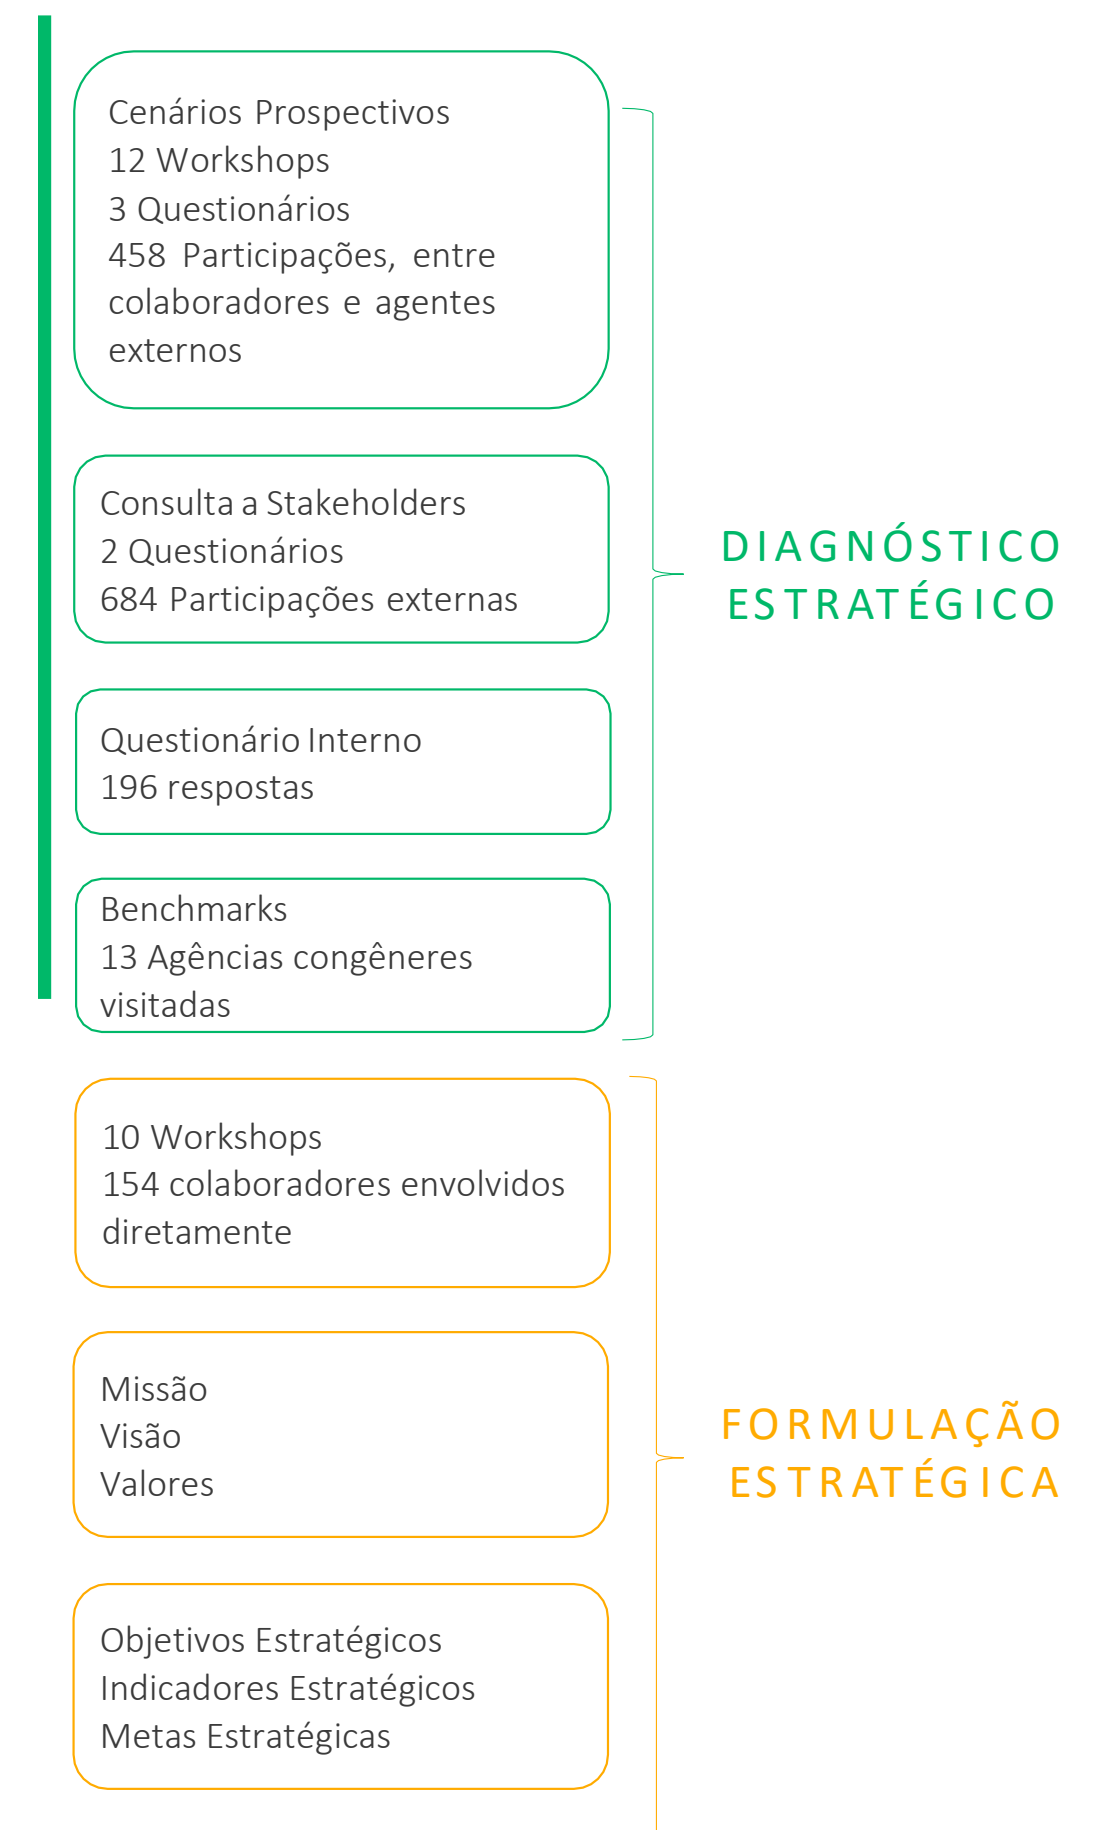 Cenários Prospectivos
12 Workshops
3 Questionários
458 Participações, entre
colaboradores e agentes
externos
Consulta a Stakeholders
2 Questionários
684 Participações externas
DIAGNÓSTICO
ESTRATÉGICO
Questionário Interno
196 respostas
Benchmarks
13 Agências congêneres
visitadas
10 Workshops
154 colaboradores envolvidos
diretamente
Missão
Visão
Valores
FORMULAÇÃO
ESTRATÉGICA
Objetivos Estratégicos
Indicadores Estratégicos
Metas Estratégicas